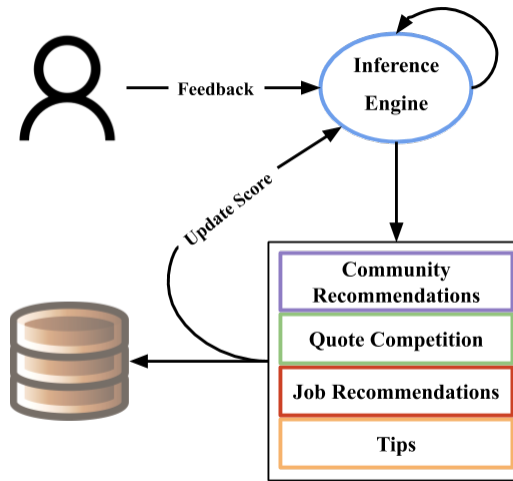 Inference
Engine
Feedback
Update Score
Community
Recommendations
Quote Competition
Job Recommendations
Tips